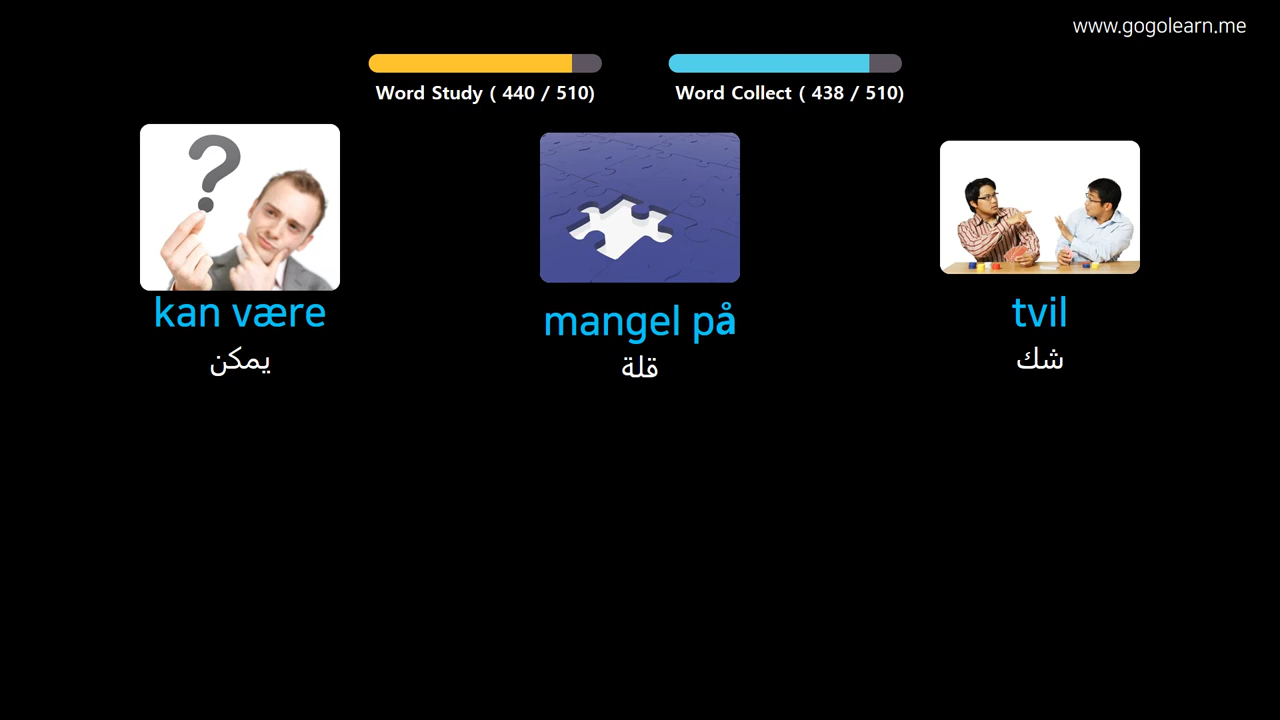 www.gogolearn.me
Word Study ( 440 / 510)
Word Collect ( 438 / 510)
kan være
يمكن
mangel på
قلة
tvil
شك